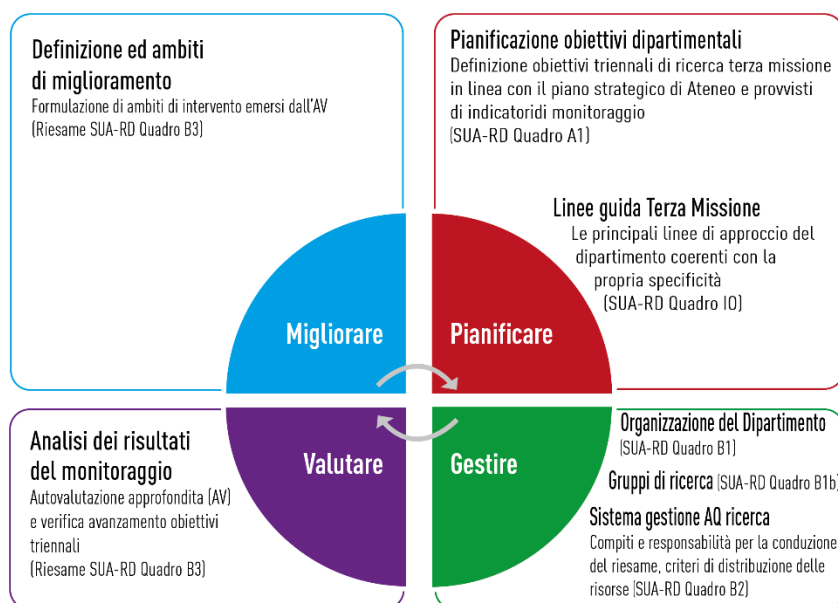 Definizione ed ambiti
di miglioramento
Formulazione di ambiti di intervento emersi dall'AV
(Riesame SUA-RD Quadro B3)
Pianificazione obiettivi dipartimentali
Definizione obiettivi triennali di ricerca terza missione
in linea con il piano strategico di Ateneo e provvisti
di indicatoridi monitoraggio
(SUA-RD Quadro A1)
Linee guida Terza Missione
Le principali linee di approccio del
dipartimento coerenti con la
propria specificità
(SUA-RD Quadro IO)
Migliorare
Pianificare
Valutare
Gestire
Analisi dei risultati
del monitoraggio
Autovalutazione approfondita (AV)
e verifica avanzamento obiettivi
triennali
(Riesame SUA-RD Quadro B3)
Organizzazione del Dipartimento
(SUA-RD Quadro B1)
Gruppi di ricerca (SUA-RD Quadro B1b)
Sistema gestione AQ ricerca
Compiti e responsabilità per la conduzione
del riesame, criteri di distribuzione delle
risorse (SUA-RD Quadro B2)